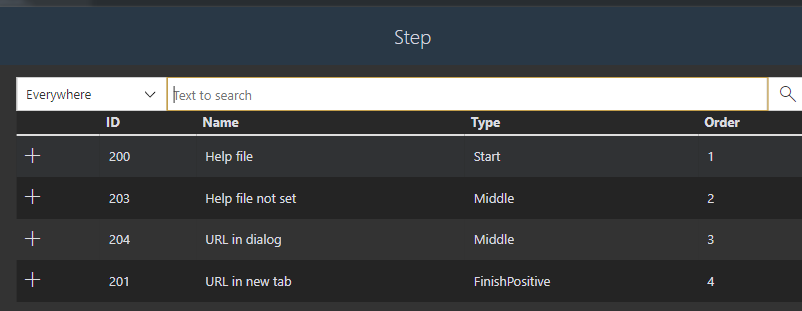 Step
Everywhere Text to search
ID Name Type Order
200 Help file Start 1
203 Help file not set Middle 2
204 URL in dialog Middle 3
201 URL in new tab FinishPositive 4